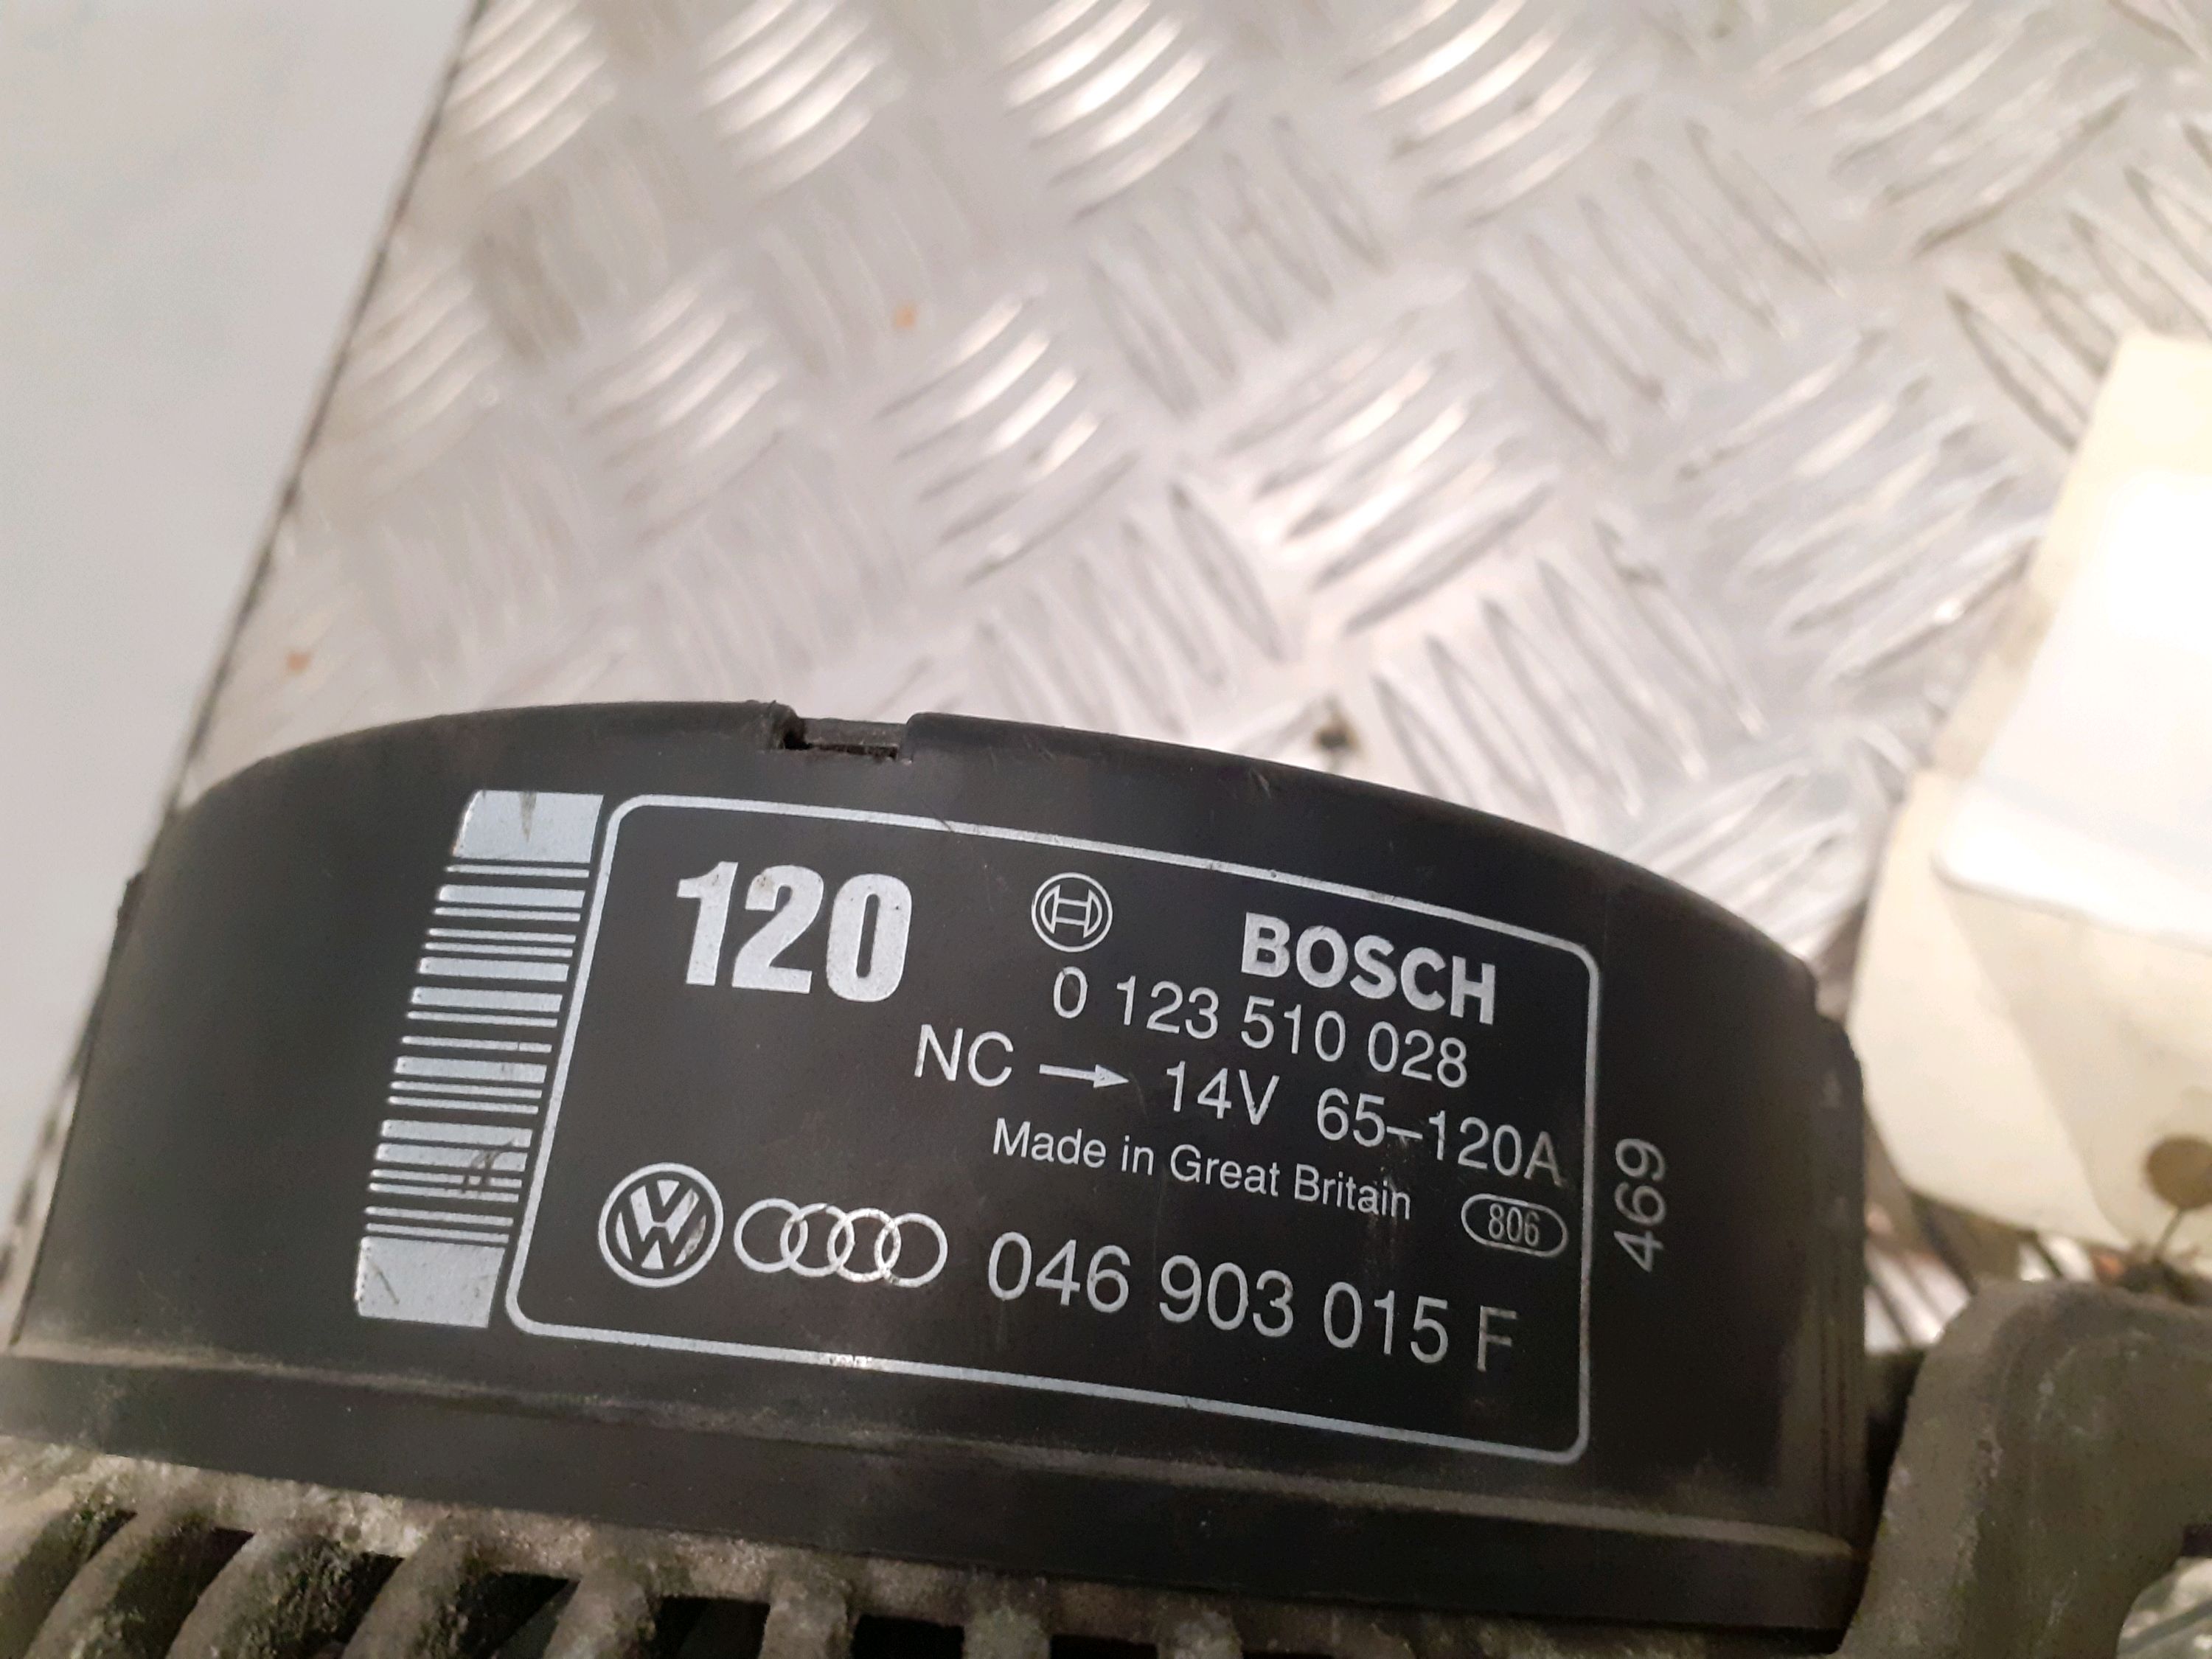 120
BOSCH
0 123 510 028
NC → 14V 65–120A
Made in Great Britain
806
046 903 015 F
469